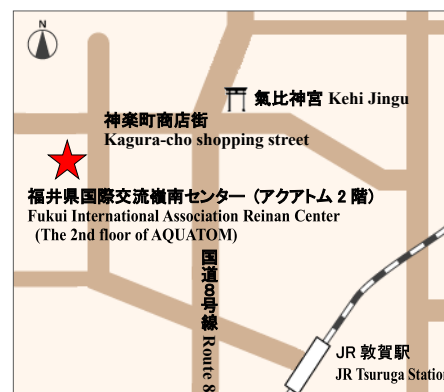 N
氣比神宮 Kehi Jingu
神楽町商店街
Kagura-cho shopping street
福井県国際交流嶺南センター（アクアトム 2 階）
Fukui International Association Reinan Center
(The 2nd floor of AQUATOM)
国道８号線 Route 8
JR 敦賀駅
JR Tsuruga Station